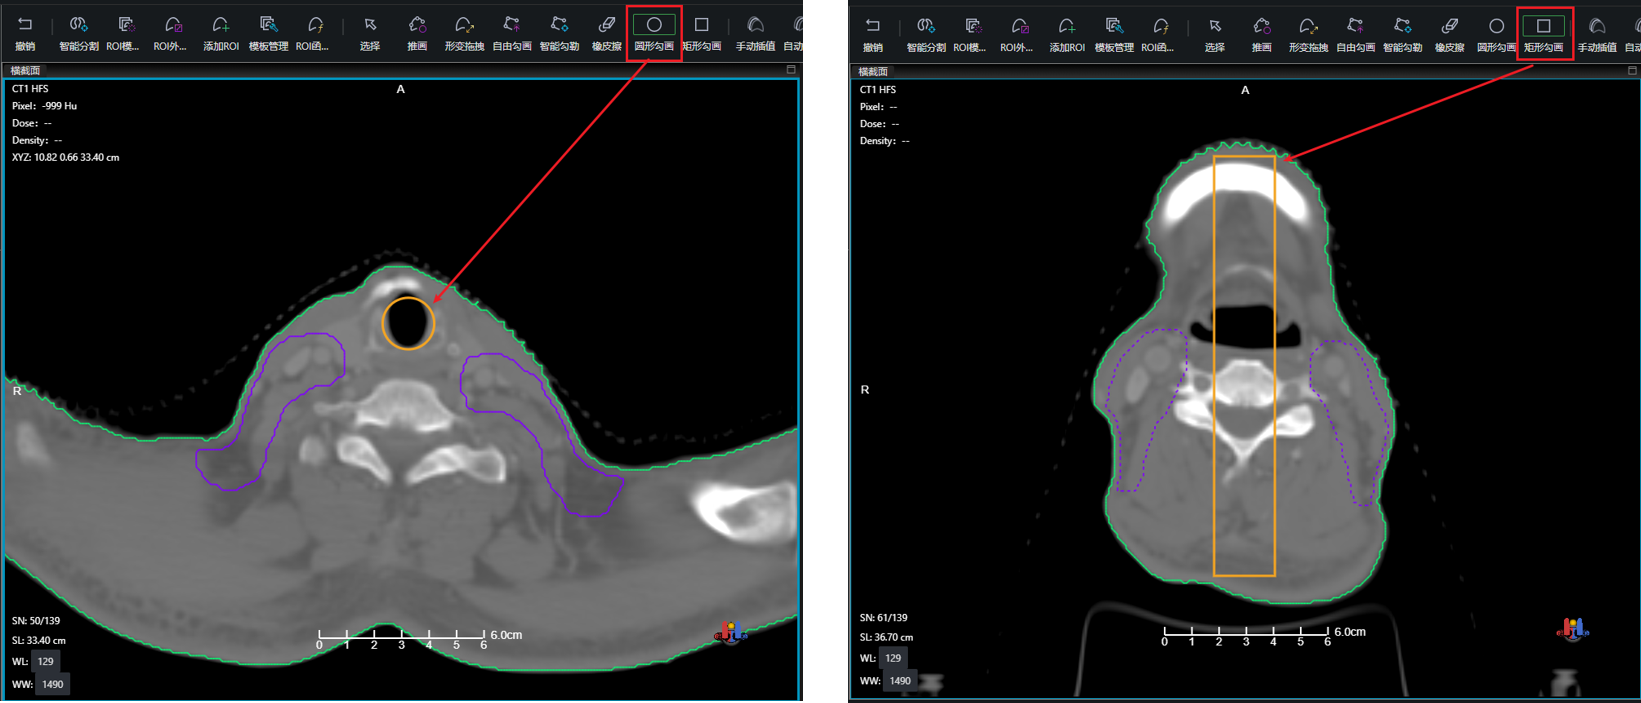 撤销 智能分割 ROI模... ROI外... 添加ROI 模板管理 ROI函... 选择 推画 形变拖拽 自由勾画 智能勾勒 橡皮擦 圆形勾画 矩形勾画 手动插值 自动
横截面
CT1 HFS
Pixel: -999 Hu
Dose: --
Density: --
XYZ: 10.82 0.66 33.40 cm
A
R
SN: 50/139
SL: 33.40 cm
WL: 129
WW: 1490
0 1 2 3 4 5 6 6.0cm
撤销 智能分割 ROI模... ROI外... 添加ROI 模板管理 ROI函... 选择 推画 形变拖拽 自由勾画 智能勾勒 橡皮擦 圆形勾画 矩形勾画 手动插值
横截面
CT1 HFS
Pixel: --
Dose: --
Density: --
A
R
SN: 61/139
SL: 36.70 cm
WL: 129
WW: 1490
0 1 2 3 4 5 6 6.0cm